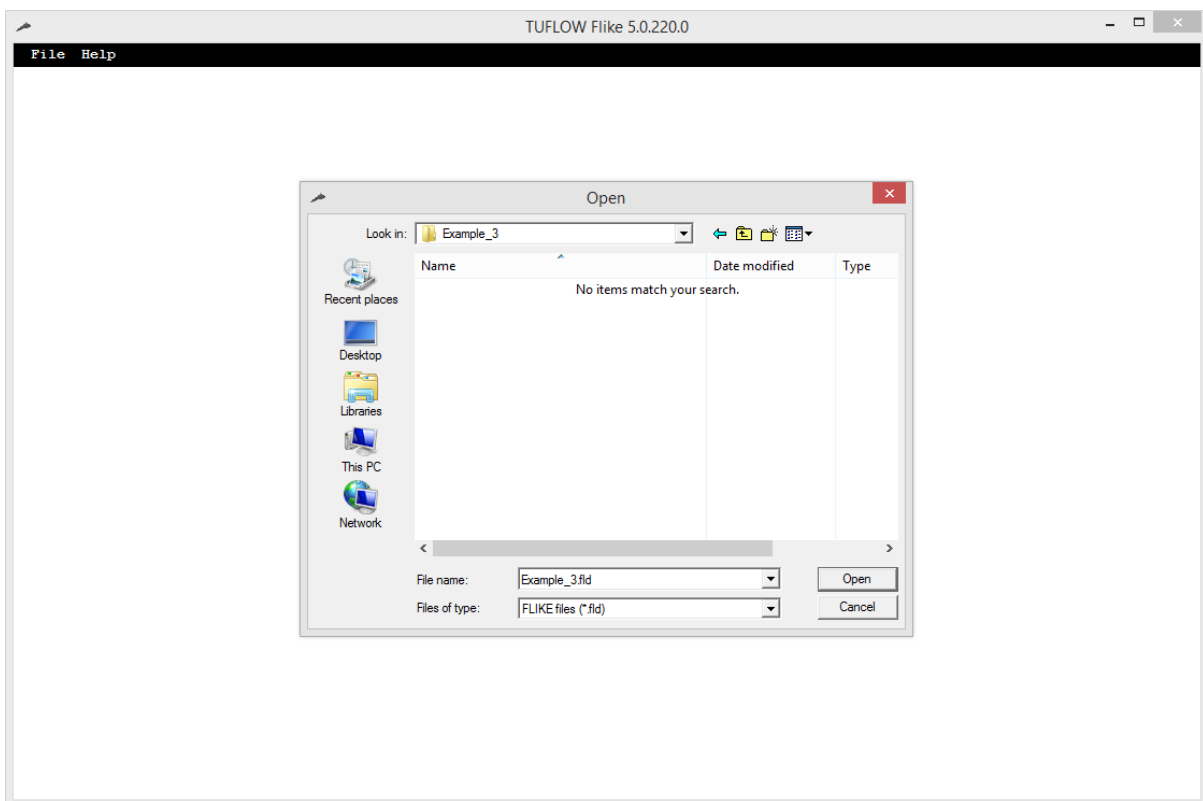 TUFLOW Flike 5.0.220.0
File Help
Open
Look in: Example_3
Name Date modified Type
No items match your search.
Recent places
Desktop
Libraries
This PC
Network
File name: Example_3.fld Open
Files of type: FLIKE files (*.fld) Cancel